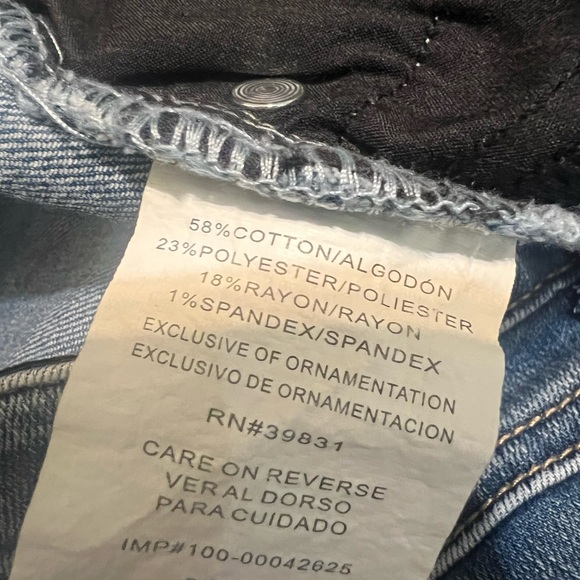 58%COTTON/ALGODÓN
23%POLYESTER/POLIESTER
18%RAYON/RAYON
1%SPANDEX/SPANDEX
EXCLUSIVE OF ORNAMENTATION
EXCLUSIVO DE ORNAMENTACION
RN#39831
CARE ON REVERSE
VER AL DORSO
PARA CUIDADO
IMP#100-00042625